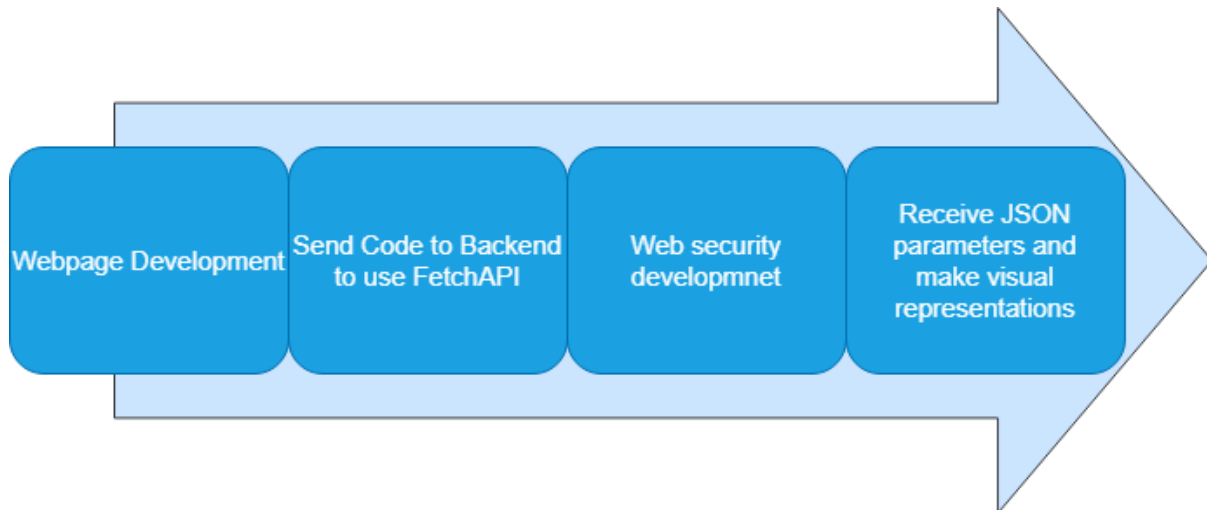 Webpage Development
Send Code to Backend
to use FetchAPI
Web security
developmnet
Receive JSON
parameters and
make visual
representations